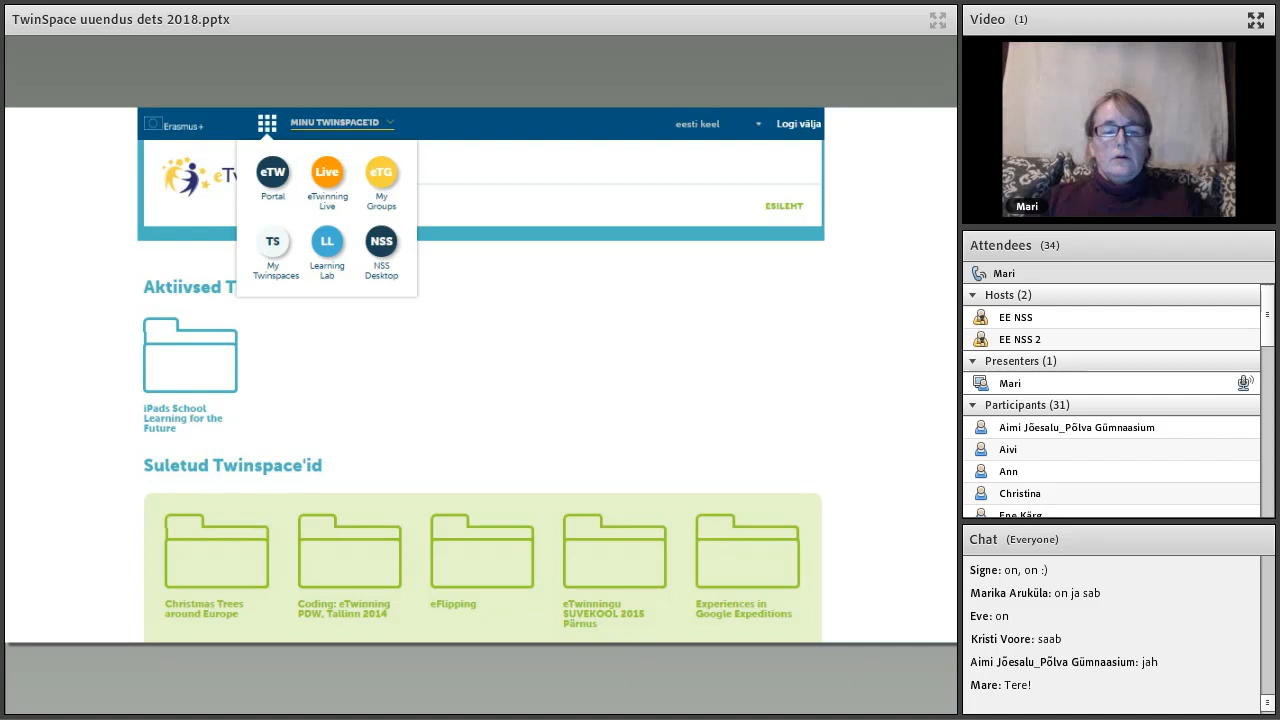 TwinSpace uuendus dets 2018.pptx
Erasmus+
MINU TWINSPACE'ID
eesti keel
Logi välja
eTW
Portal
Live
eTwinning
Live
eTG
My
Groups
TS
My
Twinspaces
LL
Learning
Lab
NSS
NSS
Desktop
eTw
ESILEHT
Aktiivsed T
iPads School
Learning for the
Future
Suletud Twinspace'id
Christmas Trees
around Europe
Coding: eTwinning
PDW, Tallinn 2014
eFlipping
eTwinningu
SUVEKOOL 2015
Pärnus
Experiences in
Google Expeditions
Video (1)
Mari
Attendees (34)
Mari
Hosts (2)
EE NSS
EE NSS 2
Presenters (1)
Mari
Participants (31)
Aimi Jõesalu_Põlva Gümnaasium
Aivi
Ann
Christina
Ene Kärg
Chat (Everyone)
Signe: on, on :)
Marika Aruküla: on ja sab
Eve: on
Kristi Voore: saab
Aimi Jõesalu_Põlva Gümnaasium: jah
Mare: Tere!